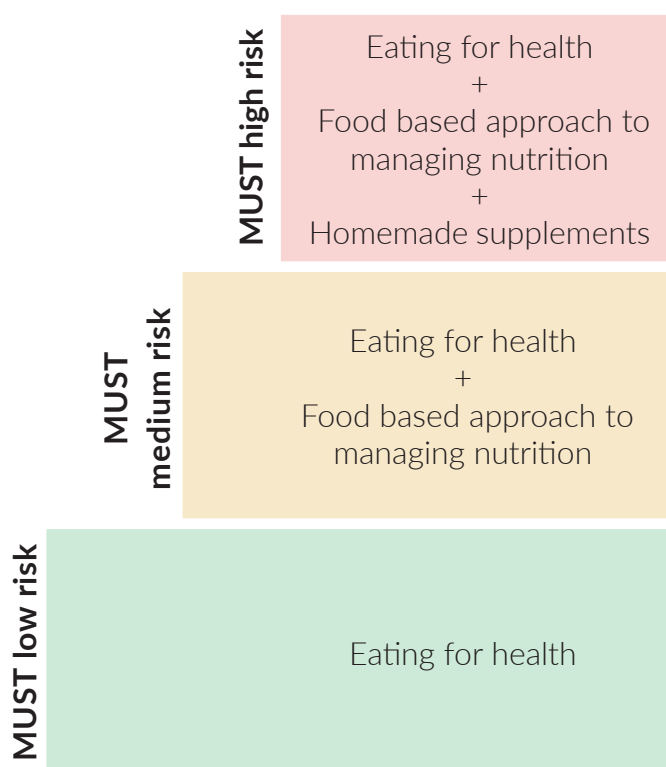 MUST high risk
Eating for health
+
Food based approach to
managing nutrition
+
Homemade supplements
MUST
medium risk
Eating for health
+
Food based approach to
managing nutrition
MUST low risk
Eating for health